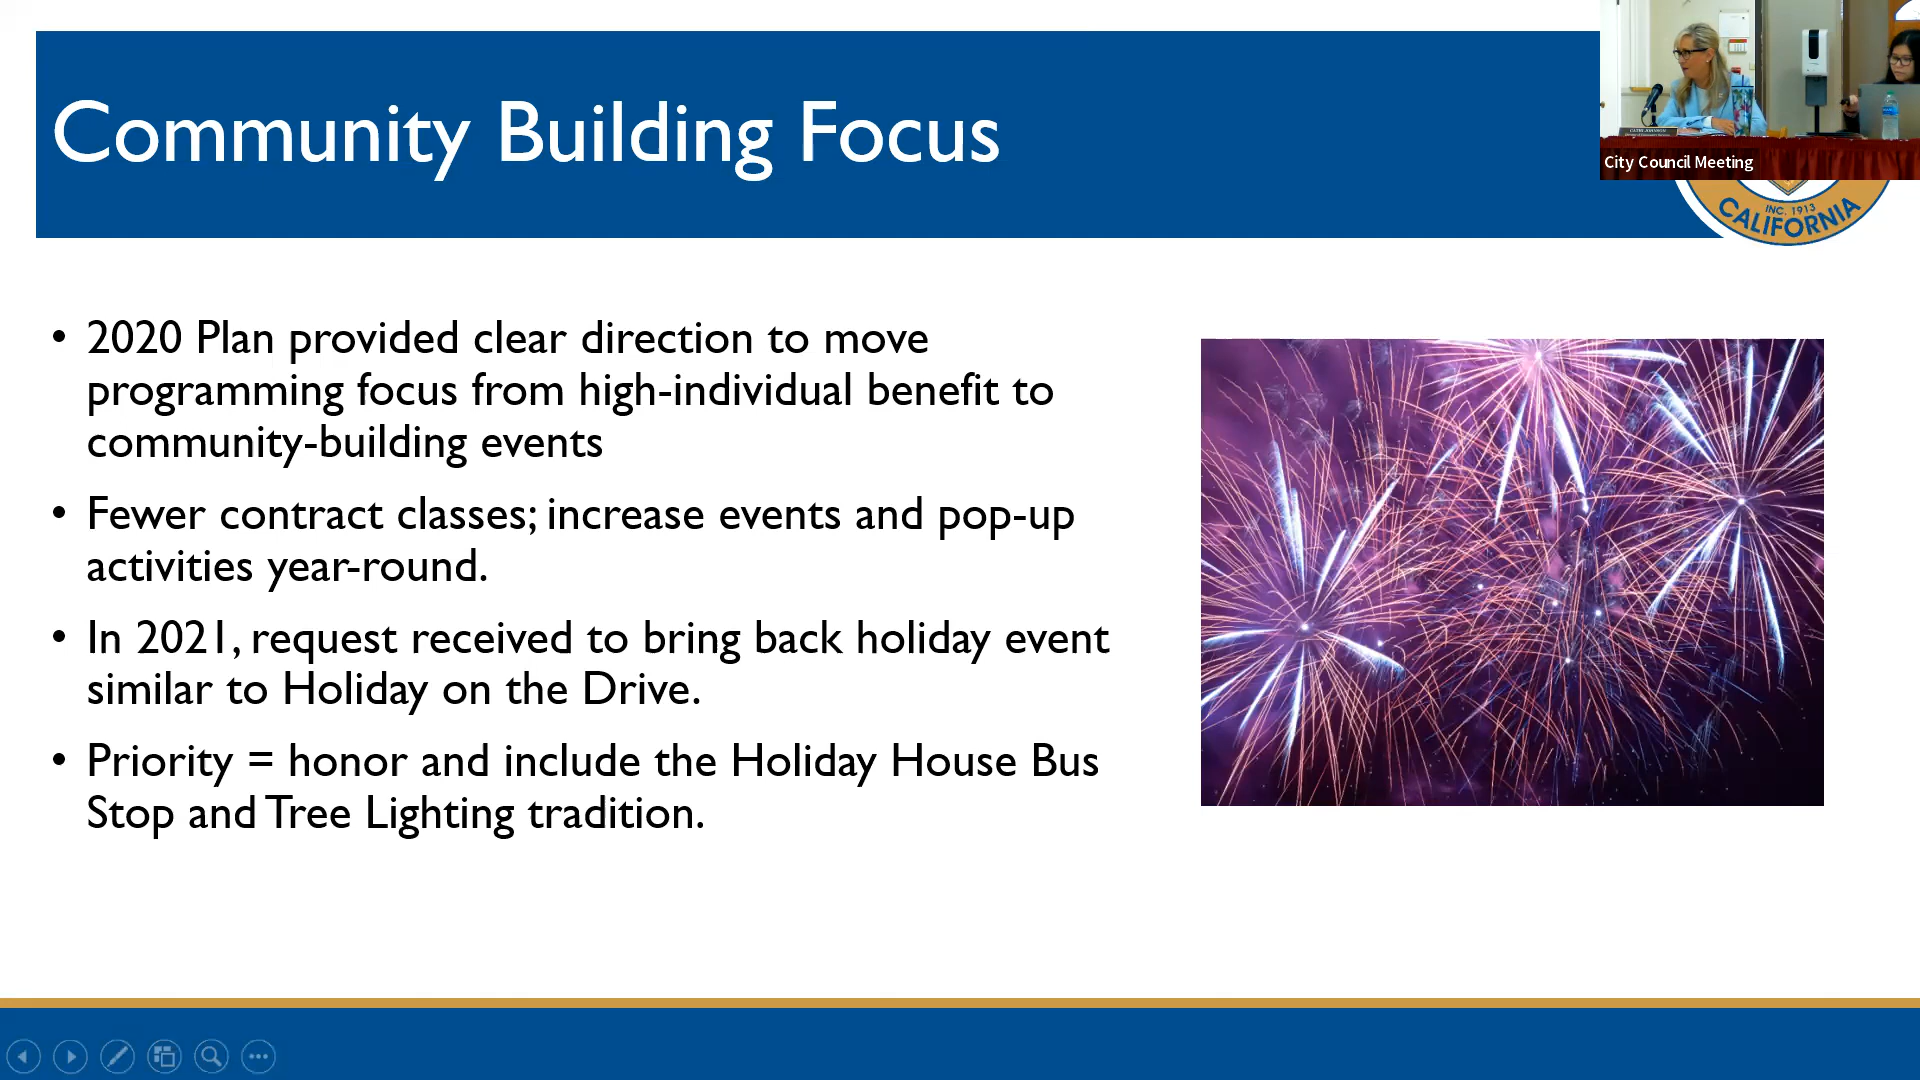 Community Building Focus
City Council Meeting
INC. 1913
CALIFORNIA
• 2020 Plan provided clear direction to move
programming focus from high-individual benefit to
community-building events
• Fewer contract classes; increase events and pop-up
activities year-round.
• In 2021, request received to bring back holiday event
similar to Holiday on the Drive.
• Priority = honor and include the Holiday House Bus
Stop and Tree Lighting tradition.